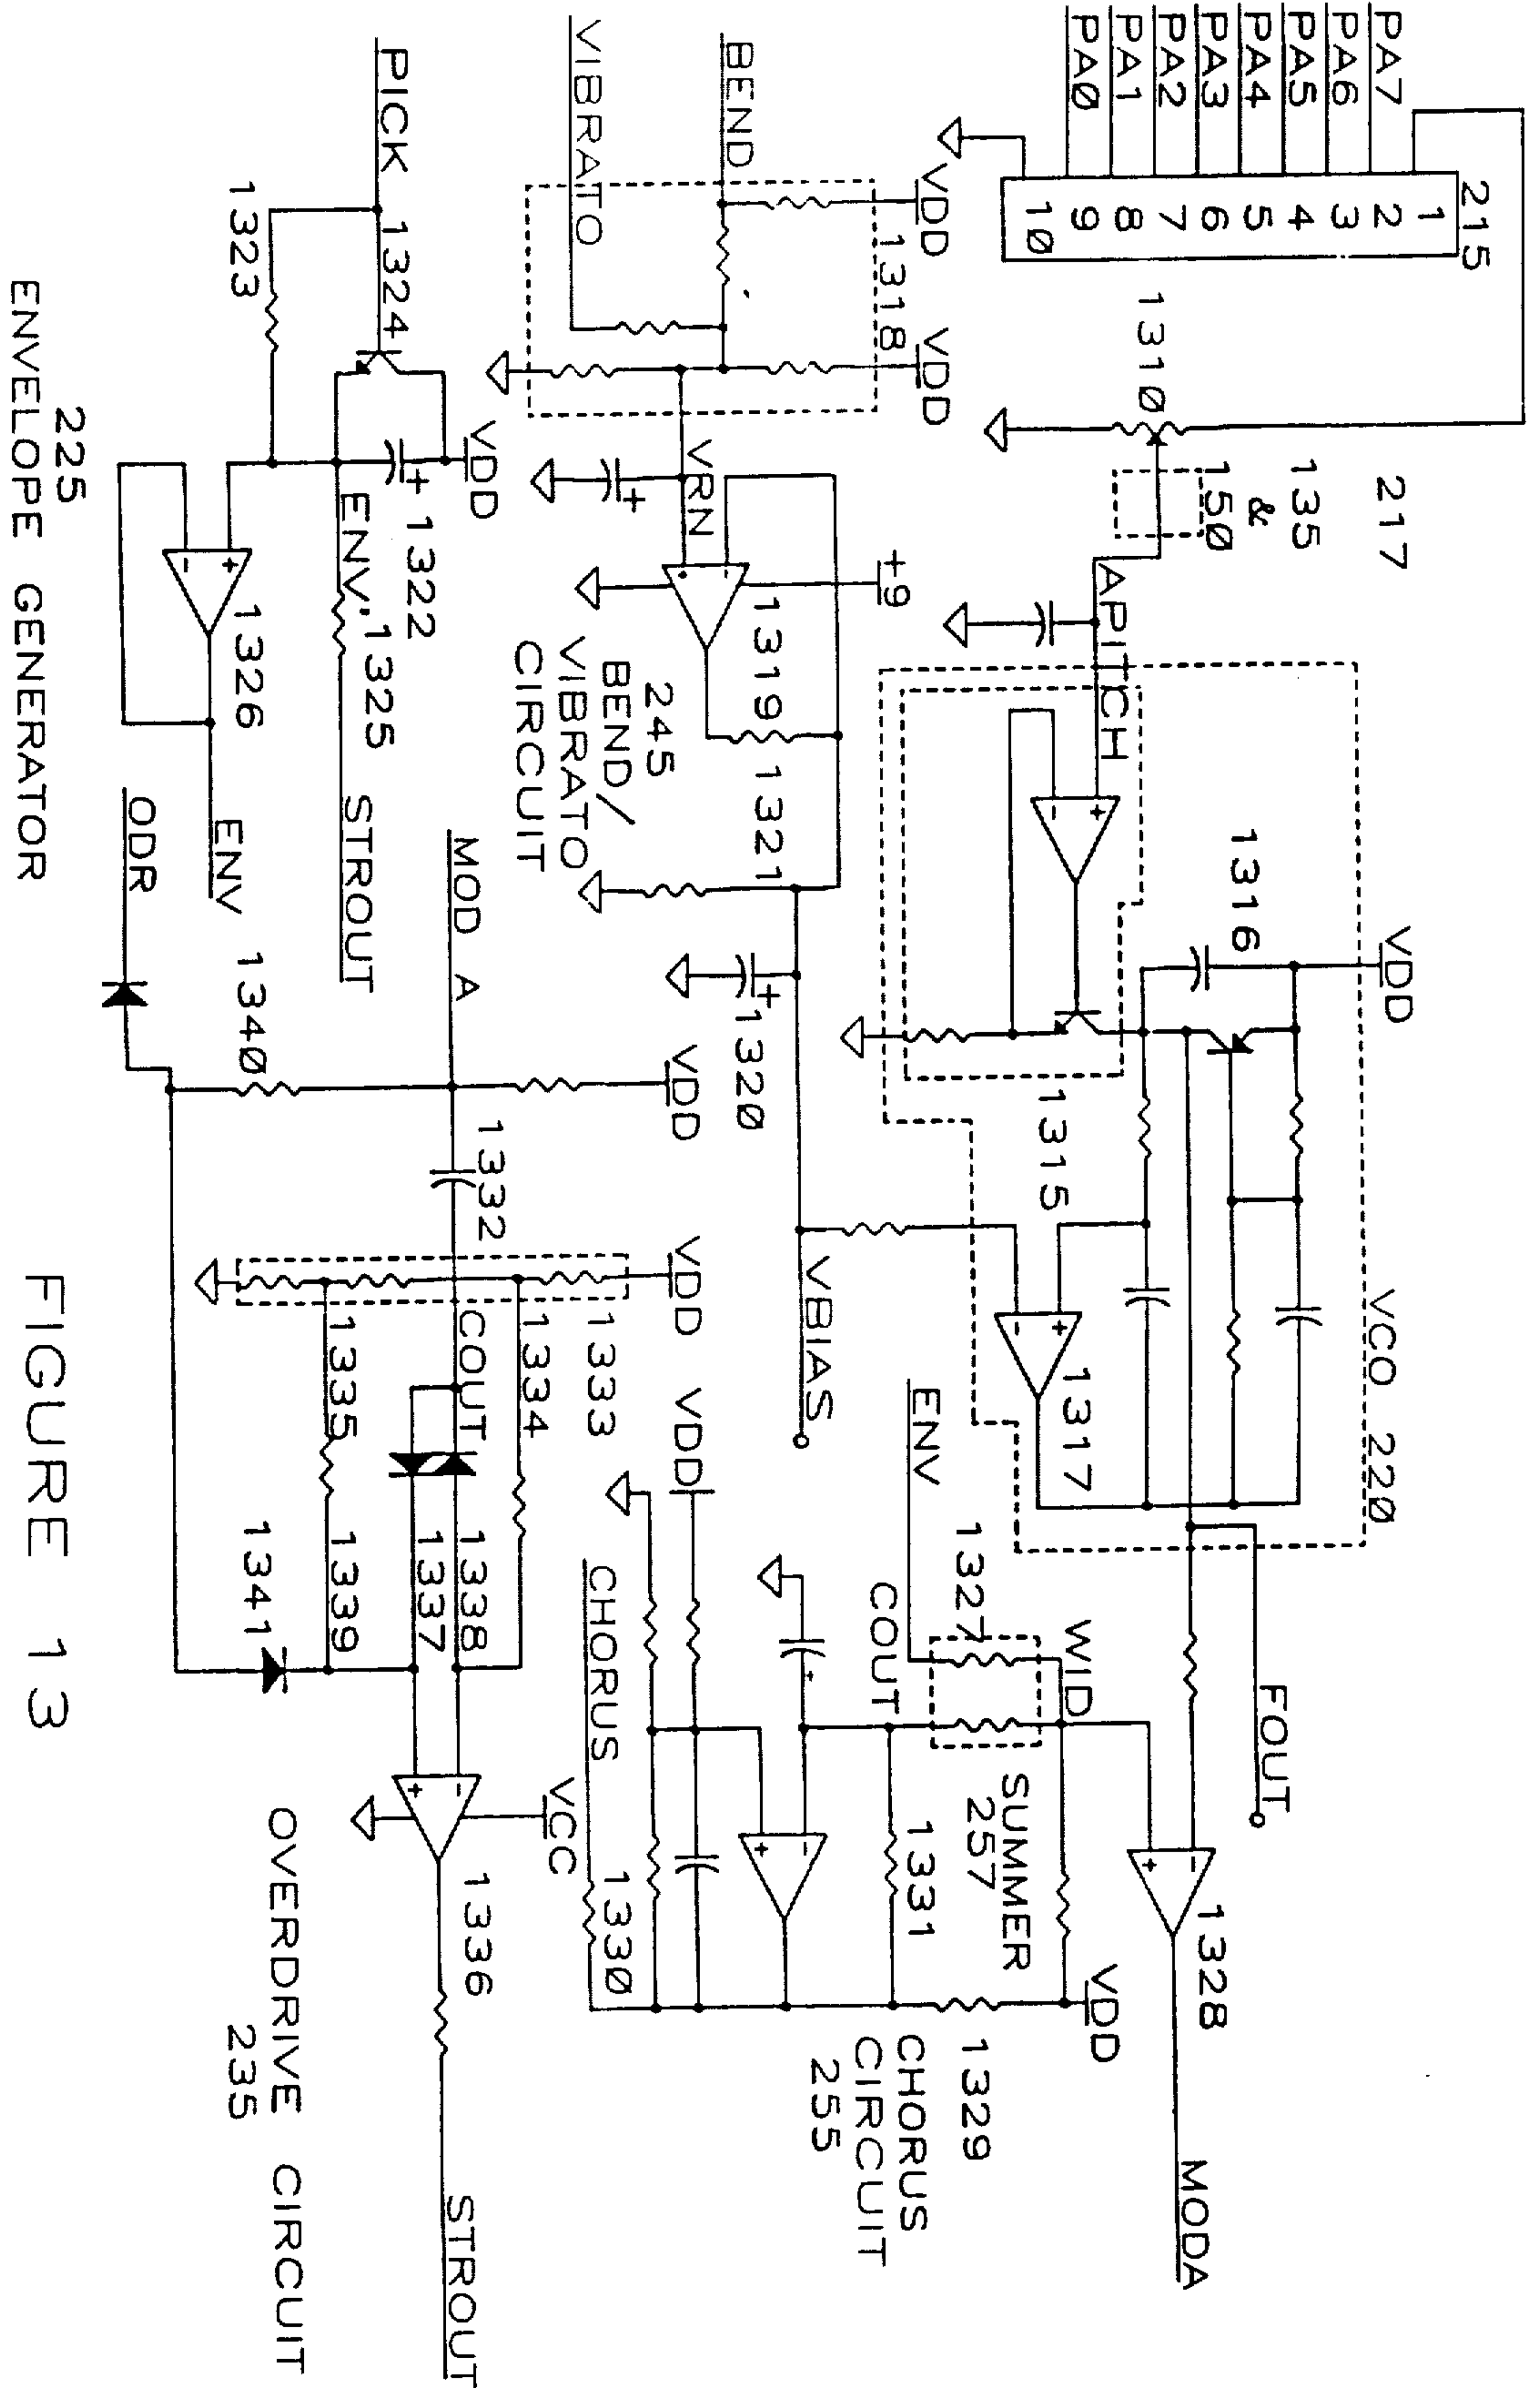 PA7
PA6
PA5
PA4
PA3
PA2
PA1
PA0
215
1
2
3
4
5
6
7
8
9
10
217
135
&
150
1310
APITCH
1316
VDD
VCO 220
1315
1317
FOUT
1328
MODA
BEND
VIBRATO
VDD
1318
VDD
VRN
+9
1319
1321
245
BEND/
VIBRATO
CIRCUIT
1320
VBIAS
ENV
1327
WID
COUT
SUMMER
257
1331
VDD
1329
CHORUS
CIRCUIT
255
VDD
CHORUS
1330
PICK
1324
1323
VDD
1322
ENV'
1325
STROUT
1326
ENV
225
ENVELOPE GENERATOR
MOD A
VDD
ODR
1340
1332
VDD
1333
1334
COUT
1335
1338
1337
1339
1341
VCC
1336
STROUT
OVERDRIVE CIRCUIT
235
FIGURE 13